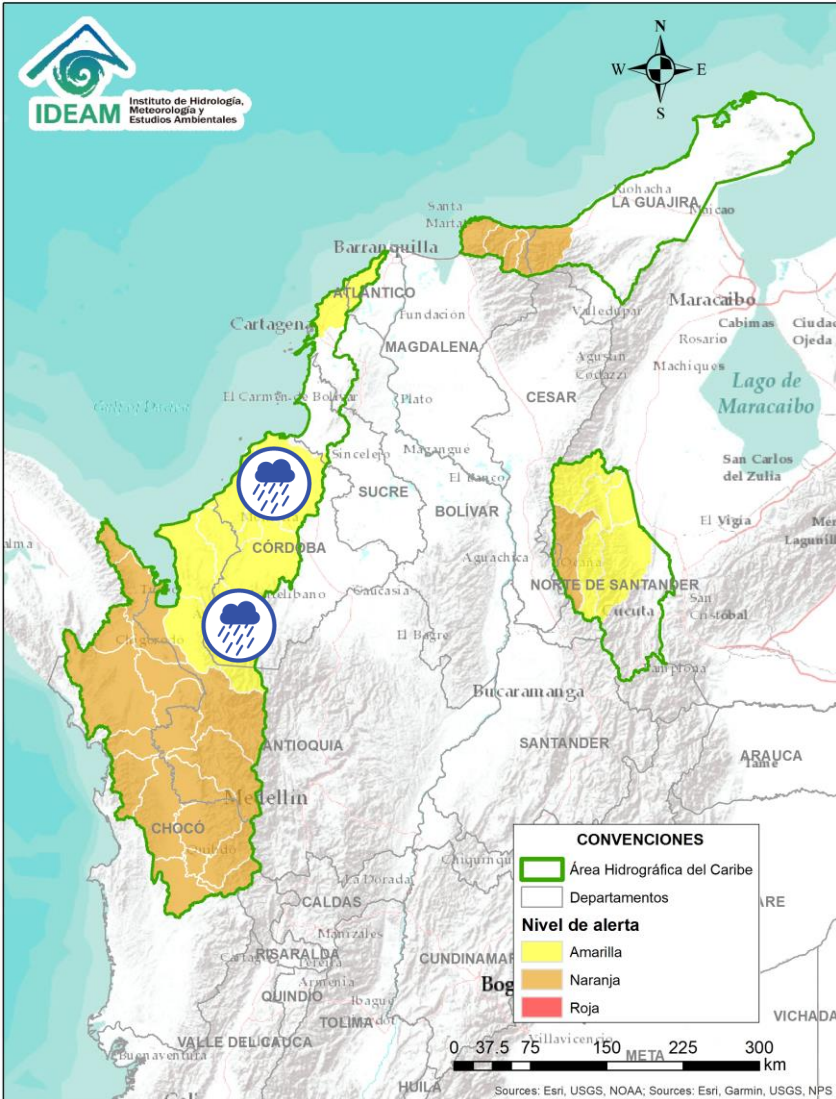 IDEAM
Instituto de Hidrología,
Meteorología y
Estudios Ambientales
N
W
E
S
Riohacha
LA GUAJIRA
Maicao
Santa
Marta
Barranquilla
ATLÁNTICO
Cartagena
Fundación
Valledupar
Maracaibo
Cabimas
Ciudad
Ojeda
Rosario
MAGDALENA
Agustín
Codazzi
Machiques
Lago de
Maracaibo
CESAR
El Carmen de Bolívar
Plato
Sincelejo
Magangué
San Carlos
del Zulia
SUCRE
El Banco
BOLÍVAR
El Vigía
CÓRDOBA
Aguachica
Ocaña
NORTE DE SANTANDER
Cúcuta
San
Cristóbal
Caucasia
El Bagre
Chigorodó
Pamplona
Bucaramanga
ANTIOQUIA
SANTANDER
ARAUCA
Tame
Medellín
CHOCÓ
Quibdó
La Dorada
CALDAS
Manizales
RISARALDA
Pereira
Armenia
QUINDÍO
Ibagué
TOLIMA
VALLE DEL CAUCA
Buenaventura
HUILA
Villavicencio
META
VICHADA
CONVENCIONES
Área Hidrográfica del Caribe
Departamentos
Nivel de alerta
Amarilla
Naranja
Roja
0 37.5 75 150 225 300
km
Sources: Esri, USGS, NOAA; Sources: Esri, Garmin, USGS, NPS